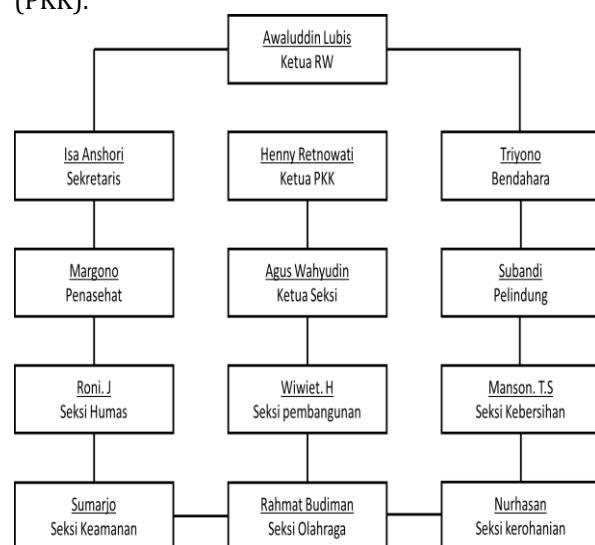 (PKK).
Awaluddin Lubis
Ketua RW
Isa Anshori
Sekretaris
Henny Retnowati
Ketua PKK
Triyono
Bendahara
Margono
Penasehat
Agus Wahyudin
Ketua Seksi
Subandi
Pelindung
Roni. J
Seksi Humas
Wiwiet. H
Seksi pembangunan
Manson. T.S
Seksi Kebersihan
Sumarjo
Seksi Keamanan
Rahmat Budiman
Seksi Olahraga
Nurhasan
Seksi kerohanian